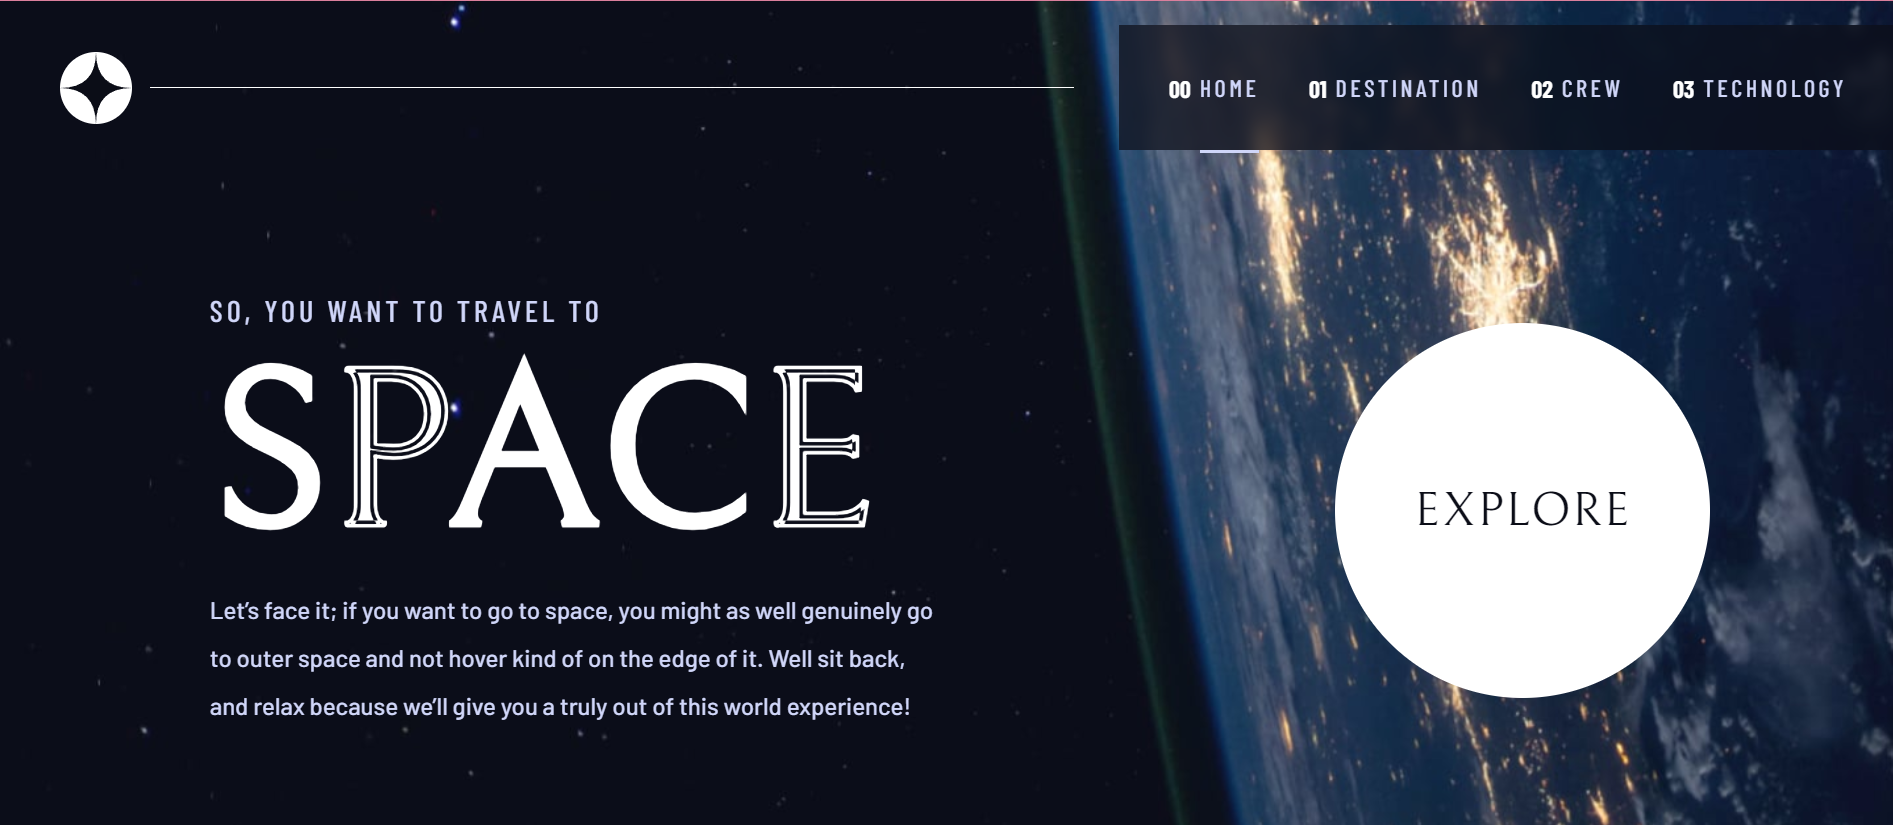 00 HOME 01 DESTINATION 02 CREW 03 TECHNOLOGY
SO, YOU WANT TO TRAVEL TO
SPACE
EXPLORE
Let’s face it; if you want to go to space, you might as well genuinely go
to outer space and not hover kind of on the edge of it. Well sit back,
and relax because we’ll give you a truly out of this world experience!